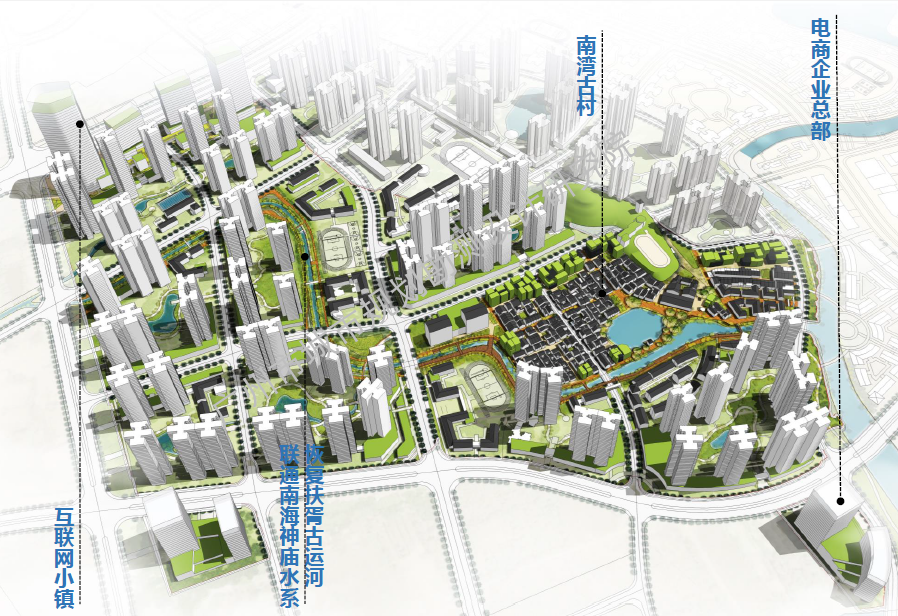 互联网小镇
恢复扶胥古运河
联通南海神庙水系
南湾古村
电商企业总部